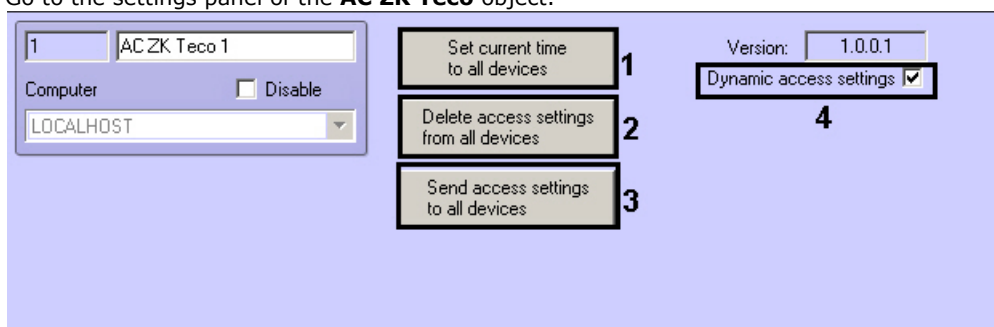 Go to the settings panel of the AC ZK Teco object.
1
AC ZK Teco 1
Computer
Disable
LOCALHOST
Set current time
to all devices
1
Delete access settings
from all devices
2
Send access settings
to all devices
3
Version:
1.0.0.1
Dynamic access settings
4